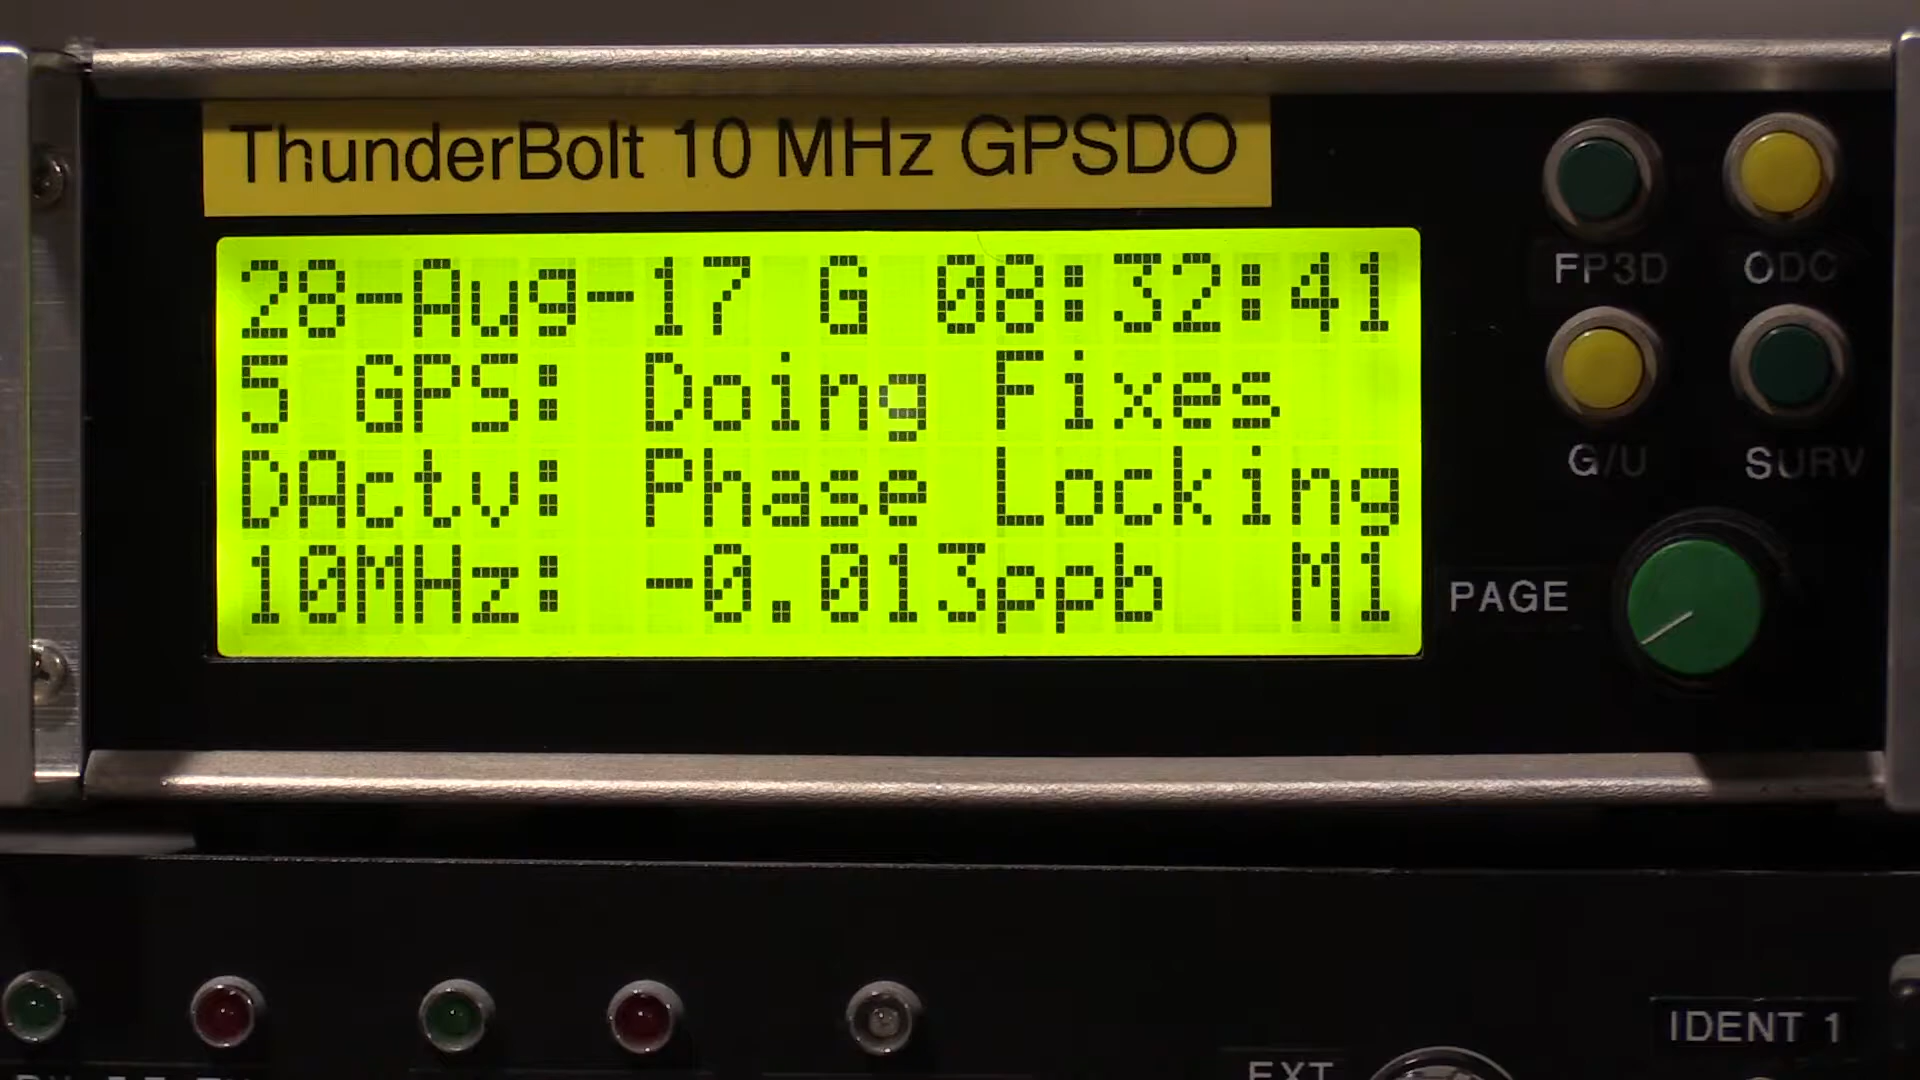 ThunderBolt 10 MHz GPSDO
28-Aug-17 G 08:32:41
5 GPS: Doing Fixes
DActv: Phase Locking
10MHz: -0.013ppb M1
FP3D
ODC
G/U
SURV
PAGE
IDENT 1
EXT